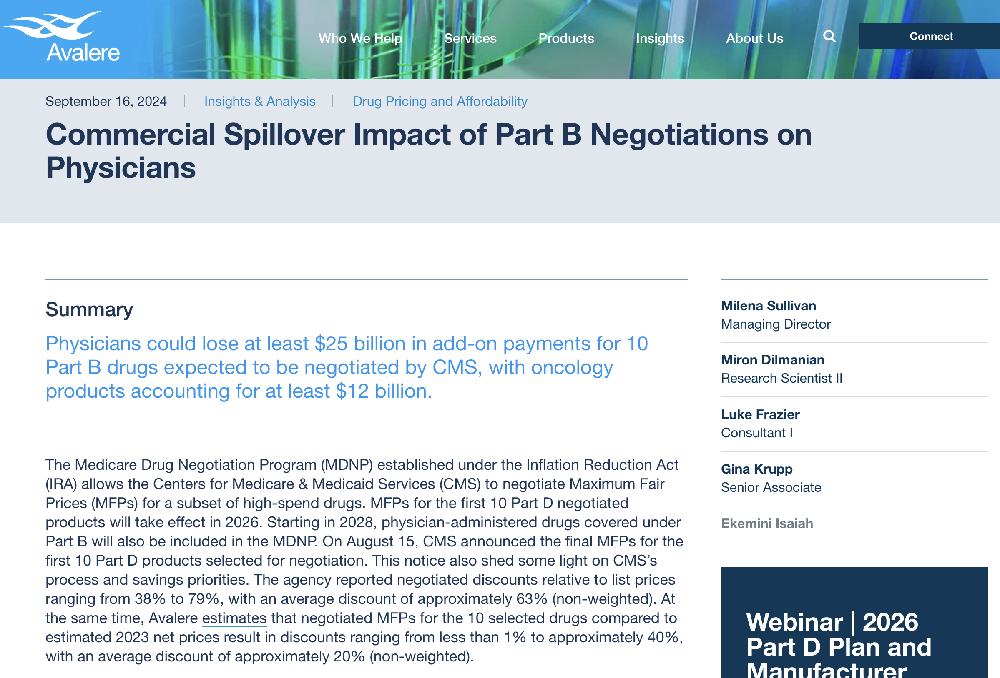 Avalere
Who We Help
Services
Products
Insights
About Us
Connect
September 16, 2024
Insights & Analysis
Drug Pricing and Affordability
Commercial Spillover Impact of Part B Negotiations on
Physicians
Summary
Physicians could lose at least $25 billion in add-on payments for 10
Part B drugs expected to be negotiated by CMS, with oncology
products accounting for at least $12 billion.
The Medicare Drug Negotiation Program (MDNP) established under the Inflation Reduction Act
(IRA) allows the Centers for Medicare & Medicaid Services (CMS) to negotiate Maximum Fair
Prices (MFPs) for a subset of high-spend drugs. MFPs for the first 10 Part D negotiated
products will take effect in 2026. Starting in 2028, physician-administered drugs covered under
Part B will also be included in the MDNP. On August 15, CMS announced the final MFPs for the
first 10 Part D products selected for negotiation. This notice also shed some light on CMS’s
process and savings priorities. The agency reported negotiated discounts relative to list prices
ranging from 38% to 79%, with an average discount of approximately 63% (non-weighted). At
the same time, Avalere estimates that negotiated MFPs for the 10 selected drugs compared to
estimated 2023 net prices result in discounts ranging from less than 1% to approximately 40%,
with an average discount of approximately 20% (non-weighted).
Milena Sullivan
Managing Director
Miron Dilmanian
Research Scientist II
Luke Frazier
Consultant I
Gina Krupp
Senior Associate
Ekemini Isaiah
Webinar | 2026
Part D Plan and
Manufacturer